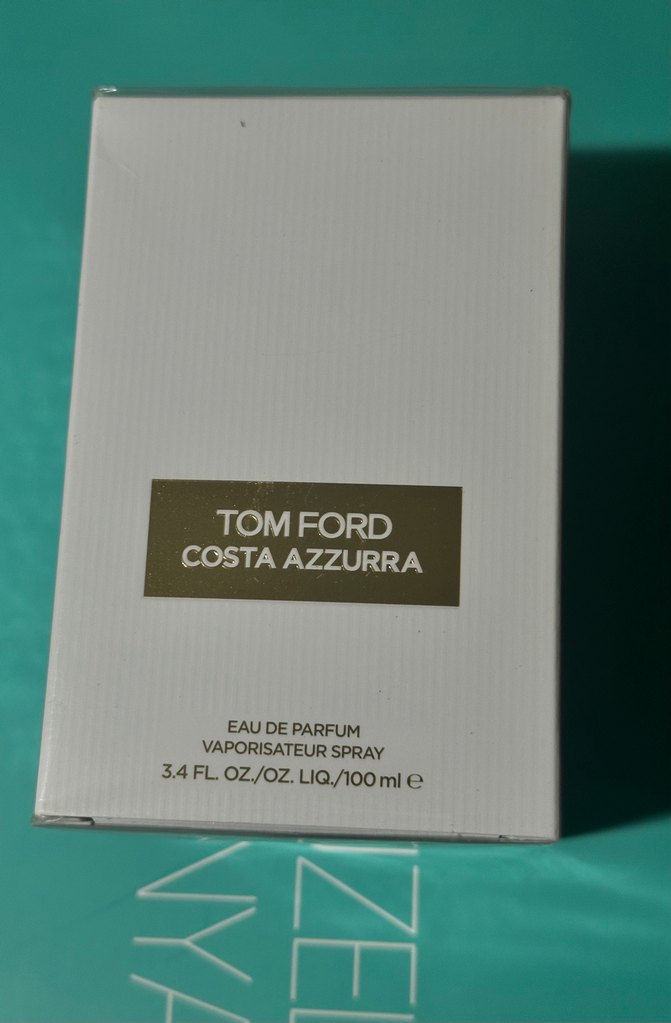 TOM FORD
COSTA AZZURRA
EAU DE PARFUM
VAPORISATEUR SPRAY
3.4 FL. OZ./OZ. LIQ./100 ml ℮